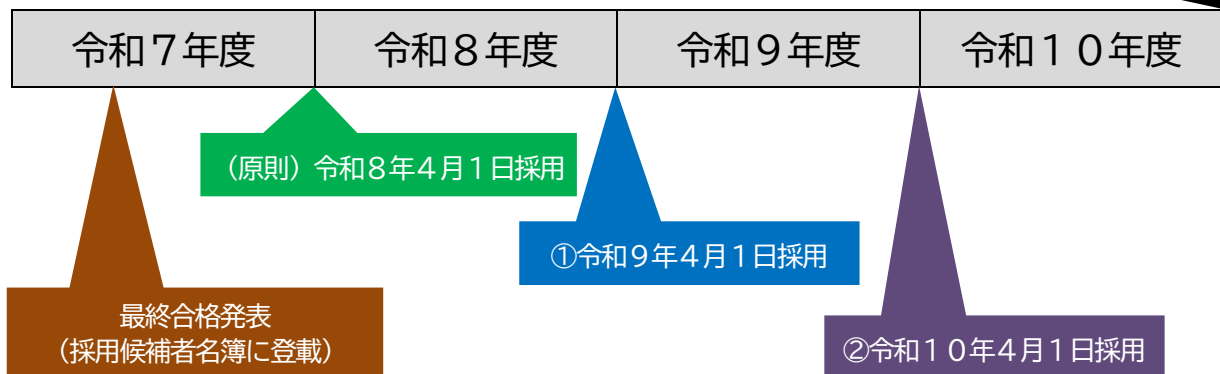 令和７年度
令和８年度
令和９年度
令和１０年度
（原則）令和８年４月１日採用
①令和９年４月１日採用
最終合格発表
（採用候補者名簿に登載）
②令和１０年４月１日採用